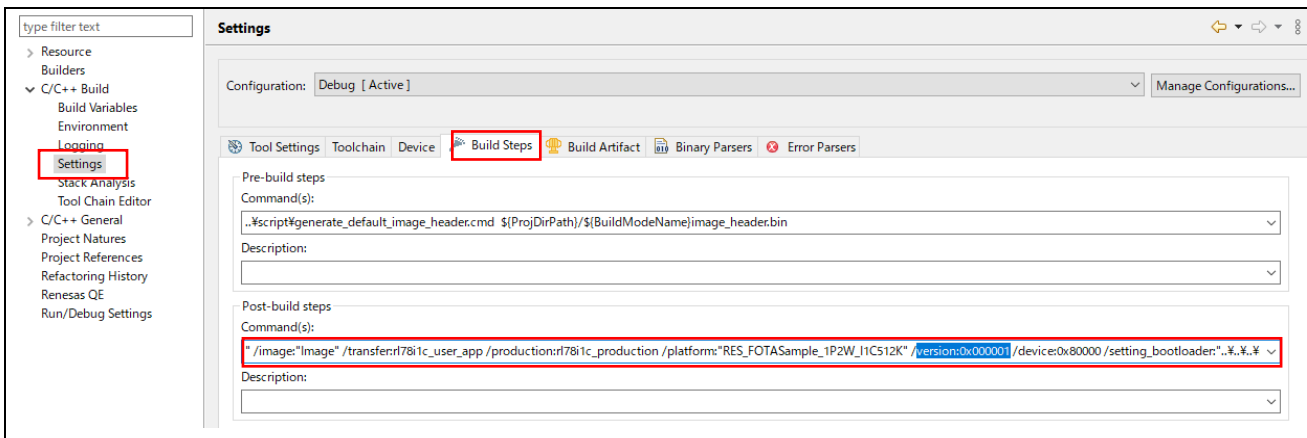 type filter text
Resource
Builders
C/C++ Build
Build Variables
Environment
Logging
Settings
Stack Analysis
Tool Chain Editor
C/C++ General
Project Natures
Project References
Refactoring History
Renesas QE
Run/Debug Settings
Settings
Configuration: Debug [ Active ]
Manage Configurations...
Tool Settings Toolchain Device Build Steps Build Artifact Binary Parsers Error Parsers
Pre-build steps
Command(s):
..¥script¥generate_default_image_header.cmd ${ProjDirPath}/${BuildModeName}image_header.bin
Description:
Post-build steps
Command(s):
" /image:"Image" /transfer:rl78i1c_user_app /production:rl78i1c_production /platform:"RES_FOTASample_1P2W_I1C512K" /version:0x000001 /device:0x80000 /setting_bootloader:"..¥..¥..¥
Description: